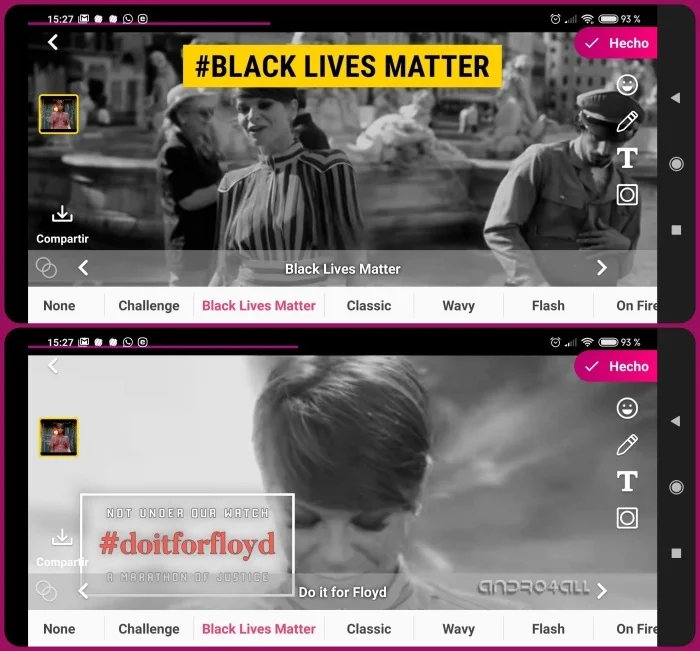 15:27
93 %
#BLACK LIVES MATTER
Hecho
Compartir
Black Lives Matter
None Challenge Black Lives Matter Classic Wavy Flash On Fire
15:27
93 %
Hecho
NOT UNDER OUR WATCH
#doitforfloyd
A MARATHON OF JUSTICE
Compartir
Do it for Floyd
ANDRO4ALL
None Challenge Black Lives Matter Classic Wavy Flash On Fire